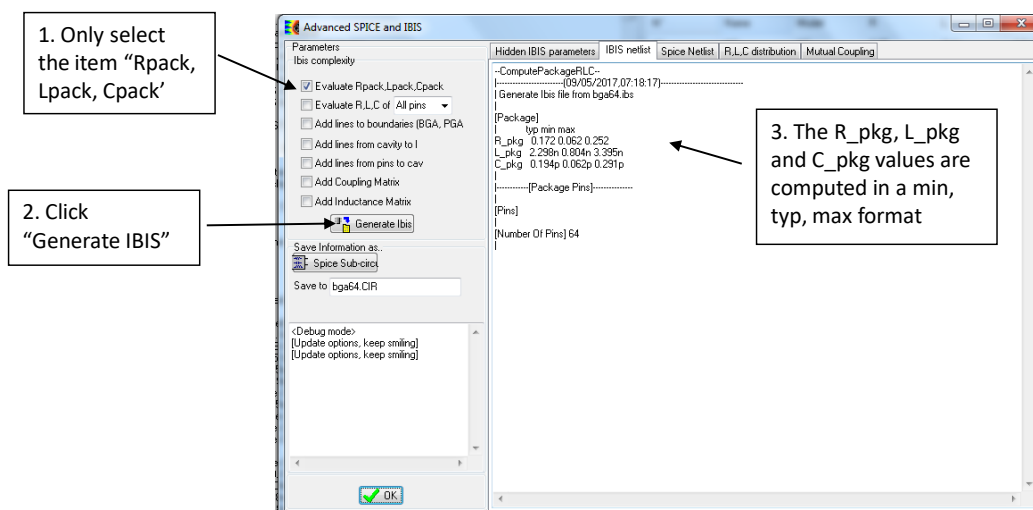 1. Only select
the item “Rpack,
Lpack, Cpack’
2. Click
“Generate IBIS”
Advanced SPICE and IBIS
Parameters
Ibis complexity
Evaluate Rpack,Lpack,Cpack
Evaluate R,L,C of All pins
Add lines to boundaries (BGA, PGA
Add lines from cavity to l
Add lines from pins to cav
Add Coupling Matrix
Add Inductance Matrix
Generate Ibis
Save Information as..
Spice Sub-circu
Save to bga64.CIR
<Debug mode>
[Update options, keep smiling]
[Update options, keep smiling]
OK
Hidden IBIS parameters IBIS netlist Spice Netlist R,L,C distribution Mutual Coupling
--ComputePackageRLC--
|-----------------------(09/05/2017,07:18:17)-----------------------------
| Generate Ibis file from bga64.ibs
|
[Package]
| typ min max
R_pkg 0.172 0.062 0.252
L_pkg 2.298n 0.804n 3.395n
C_pkg 0.194p 0.062p 0.291p
|
|-----------[Package Pins]--------------
|
[Pins]
|
[Number Of Pins] 64
|
3. The R_pkg, L_pkg
and C_pkg values are
computed in a min,
typ, max format